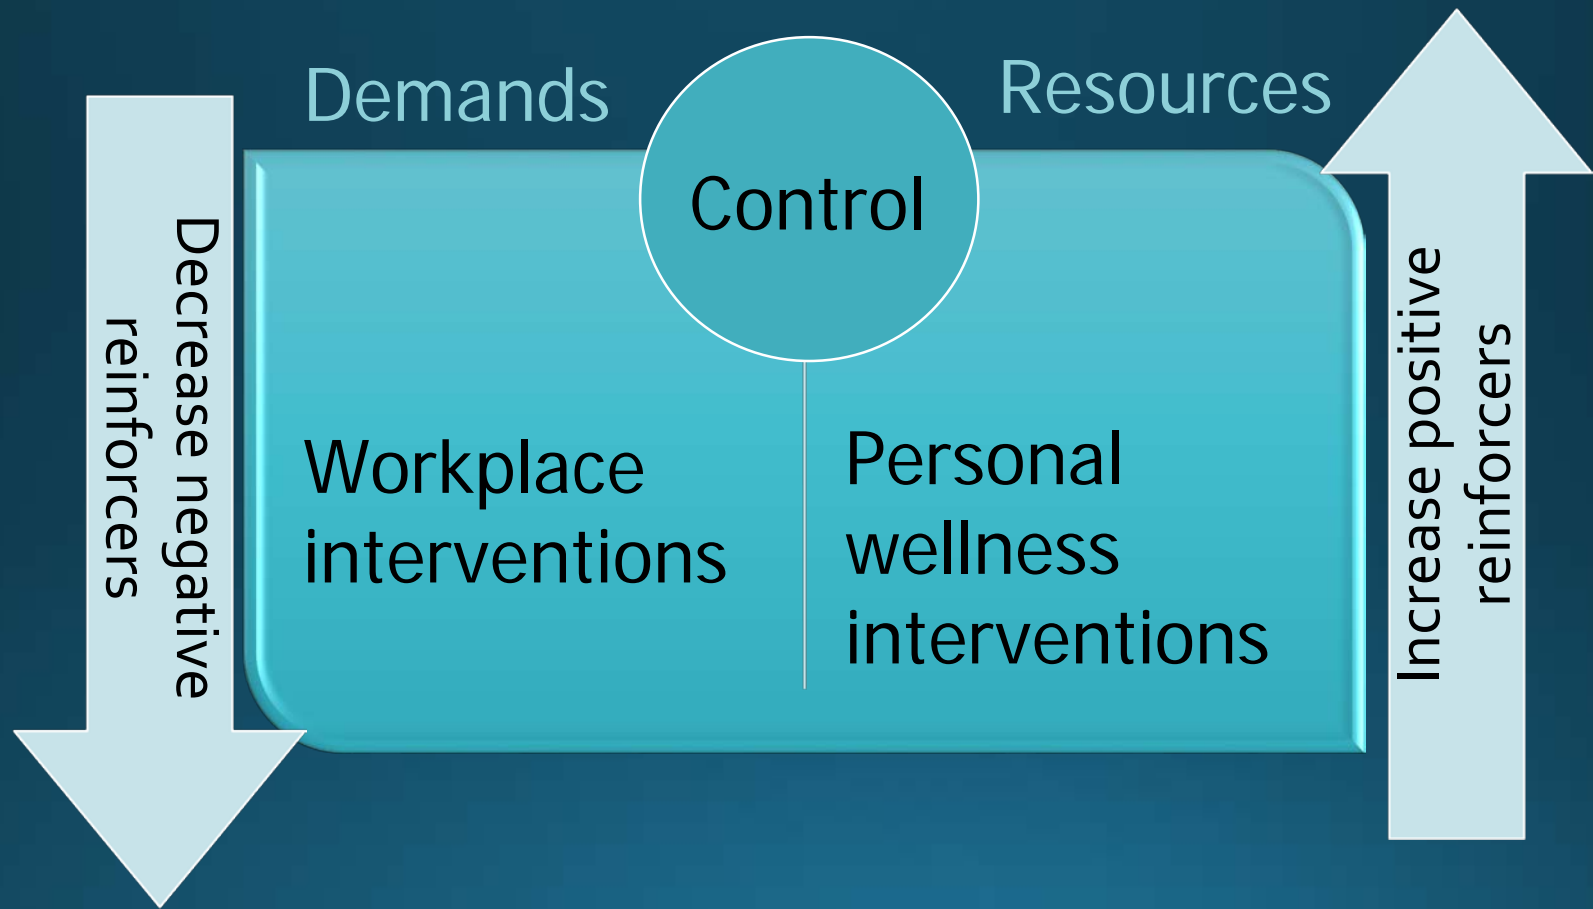 Demands
Resources
Control
Decrease negative
reinforcers
Workplace
interventions
Personal
wellness
interventions
Increase positive
reinforcers